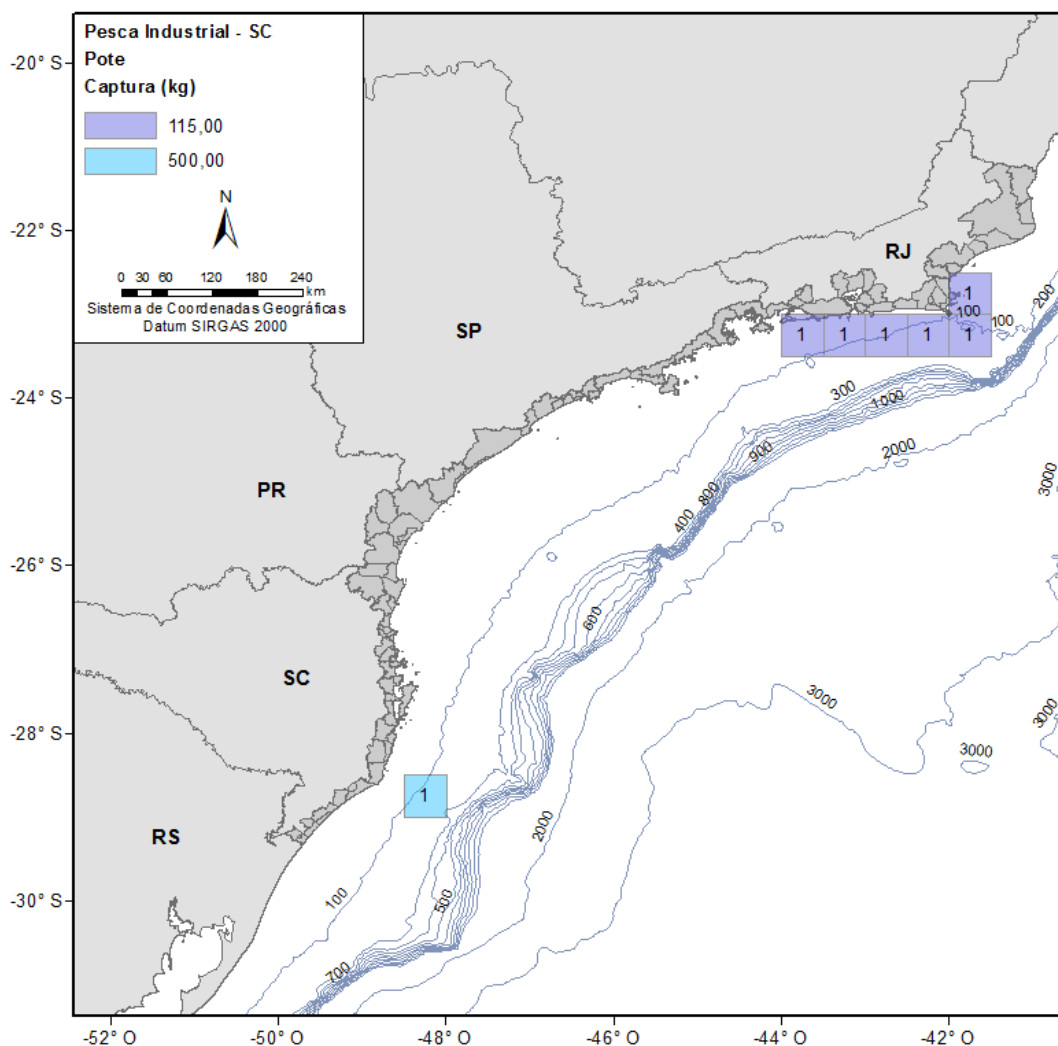 Pesca Industrial - SC
Pote
Captura (kg)
115,00
500,00
N
0 30 60 120 180 240
km
Sistema de Coordenadas Geográficas
Datum SIRGAS 2000
-20° S
-22° S
-24° S
-26° S
-28° S
-30° S
RJ
SP
PR
SC
RS
1
100
100
200
1 1 1 1 1
300
1000
900
2000
3000
800
400
600
3000
3000
3000
1
2000
100
500
700
-52° O -50° O -48° O -46° O -44° O -42° O